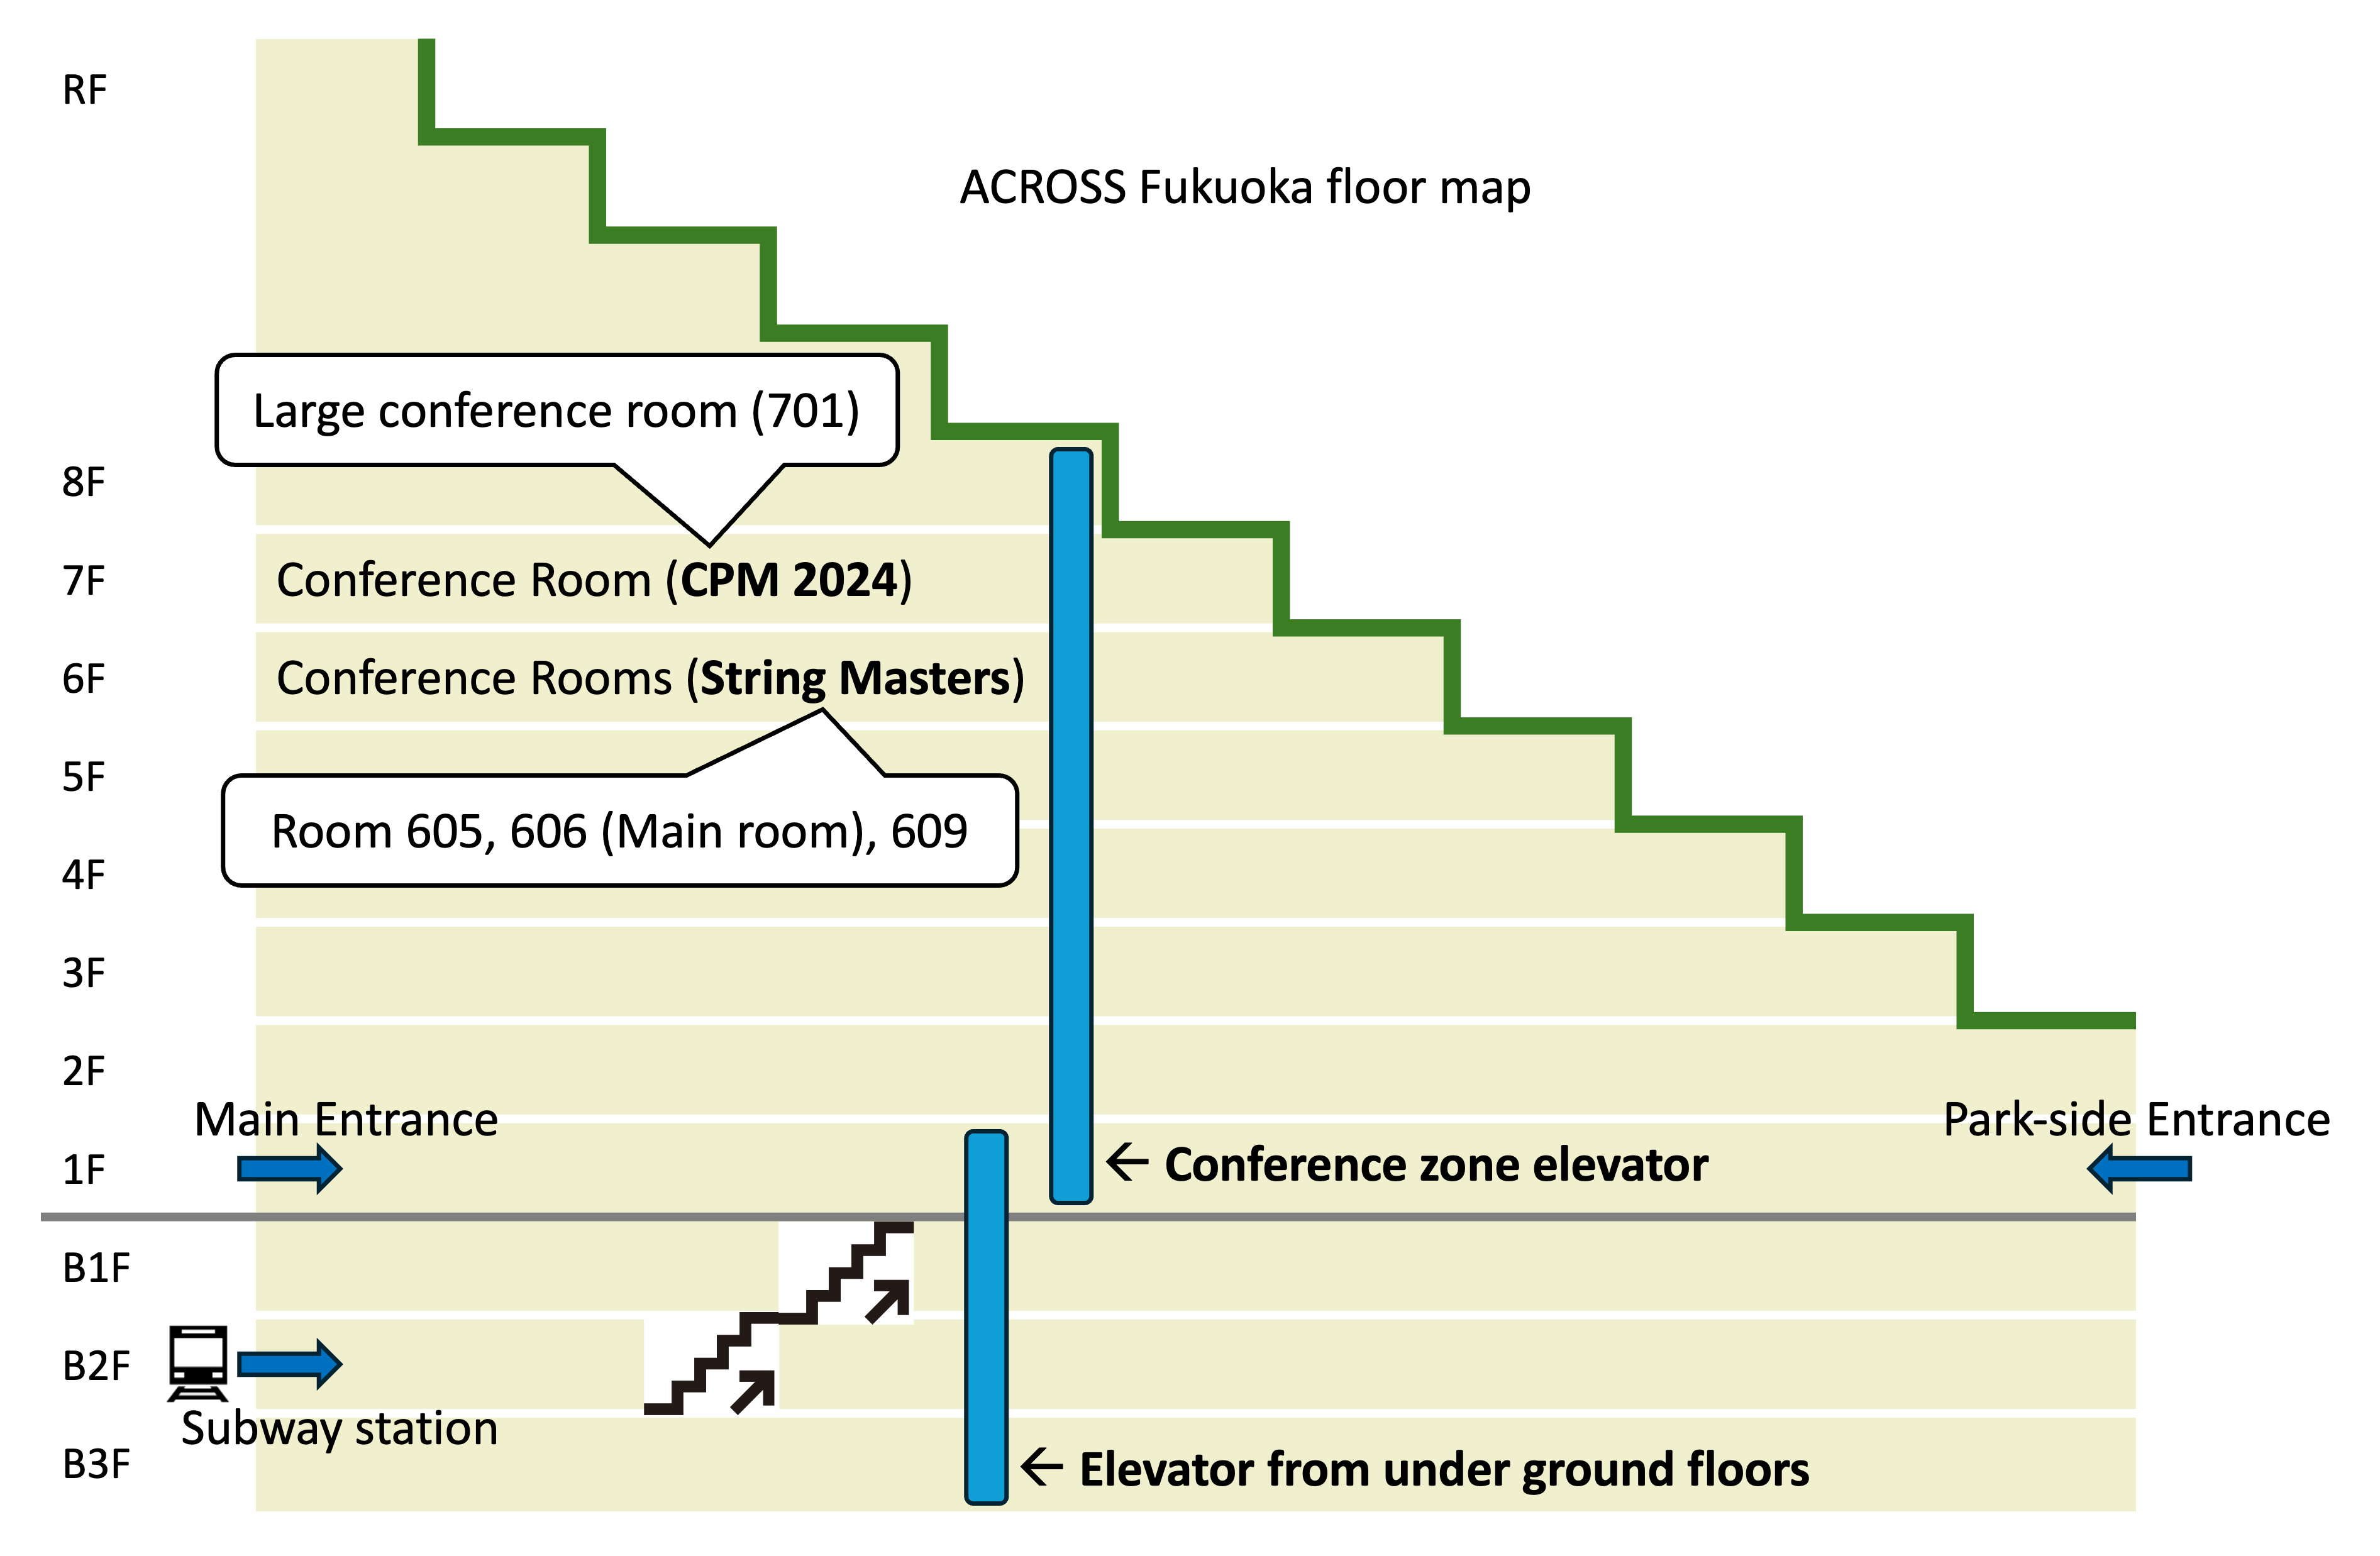 RF
ACROSS Fukuoka floor map
Large conference room (701)
8F
7F
Conference Room (CPM 2024)
6F
Conference Rooms (String Masters)
5F
Room 605, 606 (Main room), 609
4F
3F
2F
Main Entrance
Park-side Entrance
1F
← Conference zone elevator
B1F
B2F
Subway station
B3F
← Elevator from under ground floors